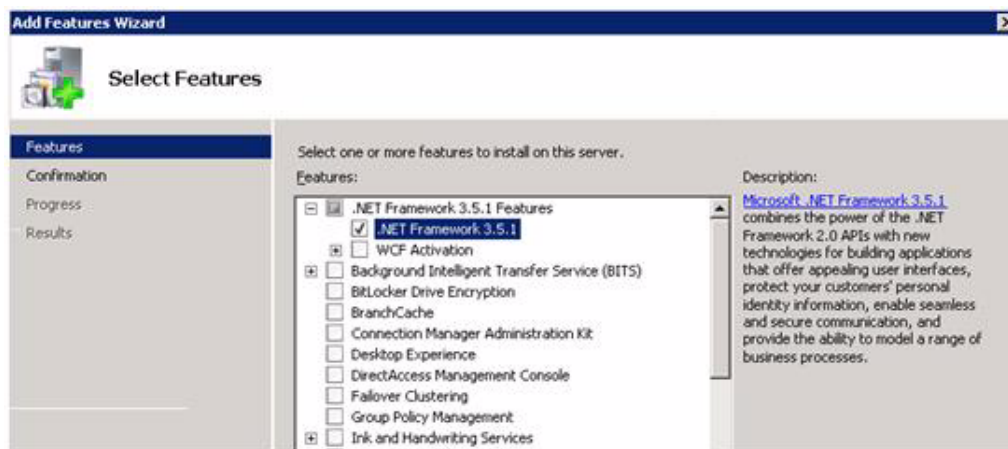 Add Features Wizard
Select Features
Features
Confirmation
Progress
Results
Select one or more features to install on this server.
Features:
.NET Framework 3.5.1 Features
.NET Framework 3.5.1
WCF Activation
Background Intelligent Transfer Service (BITS)
BitLocker Drive Encryption
BranchCache
Connection Manager Administration Kit
Desktop Experience
DirectAccess Management Console
Failover Clustering
Group Policy Management
Ink and Handwriting Services
Description:
Microsoft .NET Framework 3.5.1
combines the power of the .NET
Framework 2.0 APIs with new
technologies for building applications
that offer appealing user interfaces,
protect your customers' personal
identity information, enable seamless
and secure communication, and
provide the ability to model a range of
business processes.